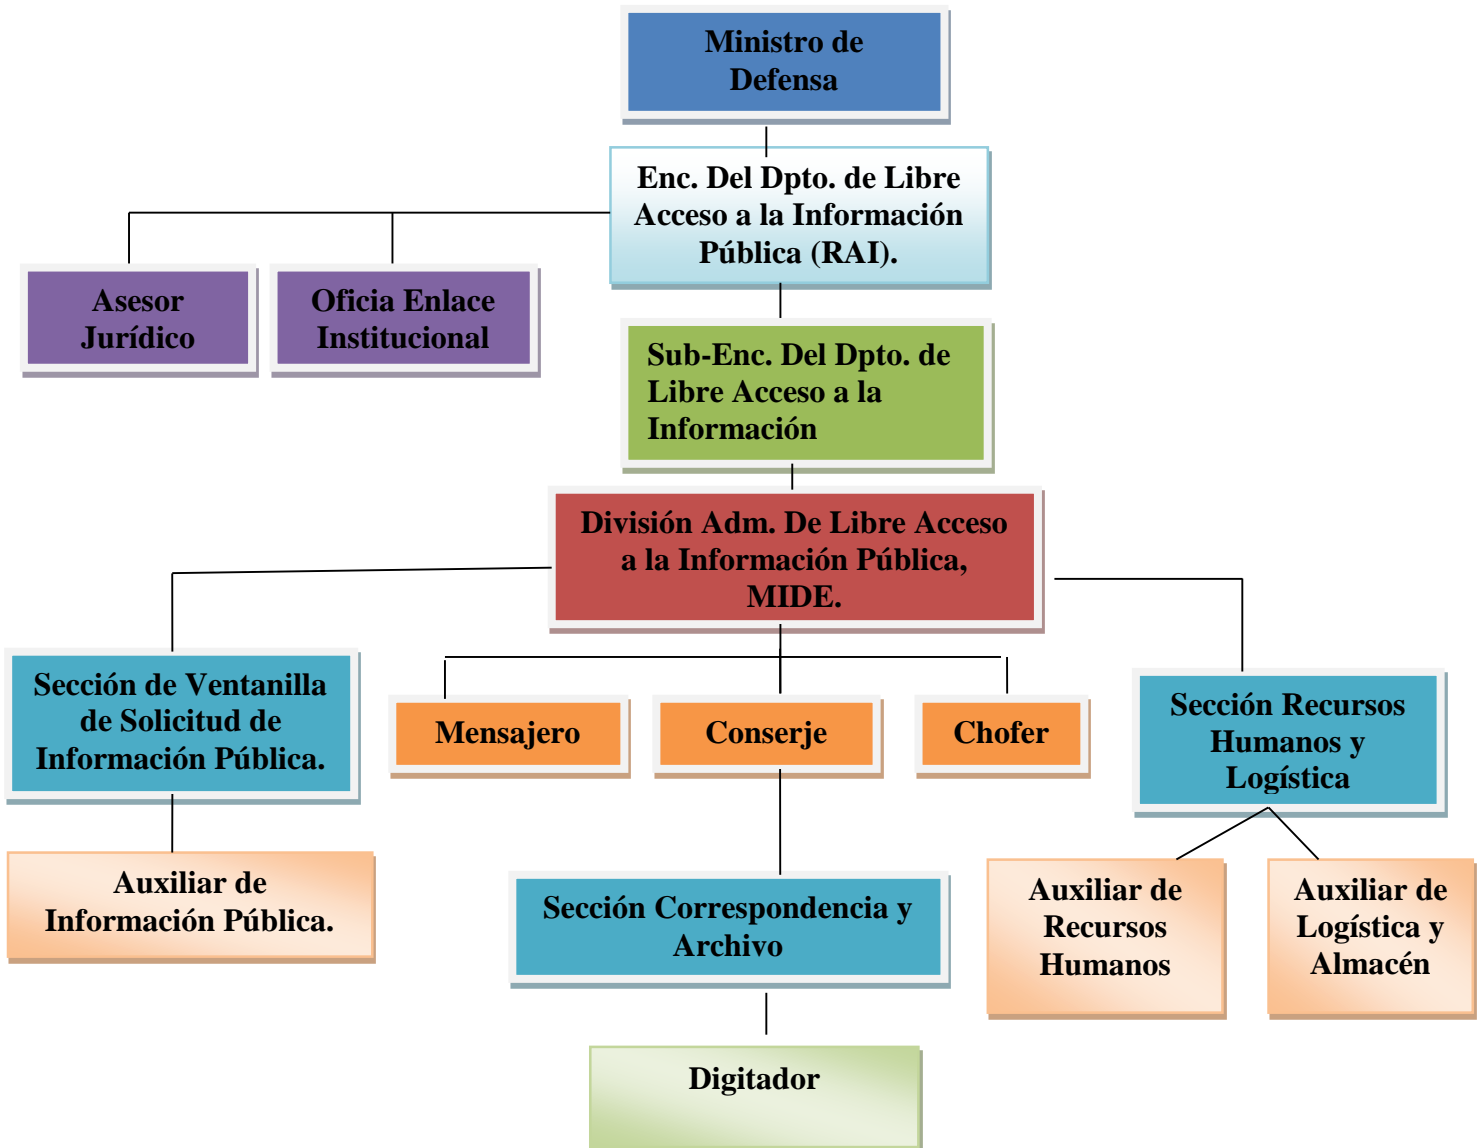 Ministro de
Defensa
Enc. Del Dpto. de Libre
Acceso a la Información
Pública (RAI).
Asesor
Jurídico
Oficia Enlace
Institucional
Sub-Enc. Del Dpto. de
Libre Acceso a la
Información
División Adm. De Libre Acceso
a la Información Pública,
MIDE.
Sección de Ventanilla
de Solicitud de
Información Pública.
Mensajero
Conserje
Chofer
Sección Recursos
Humanos y
Logística
Auxiliar de
Información Pública.
Sección Correspondencia y
Archivo
Auxiliar de
Recursos
Humanos
Auxiliar de
Logística y
Almacén
Digitador